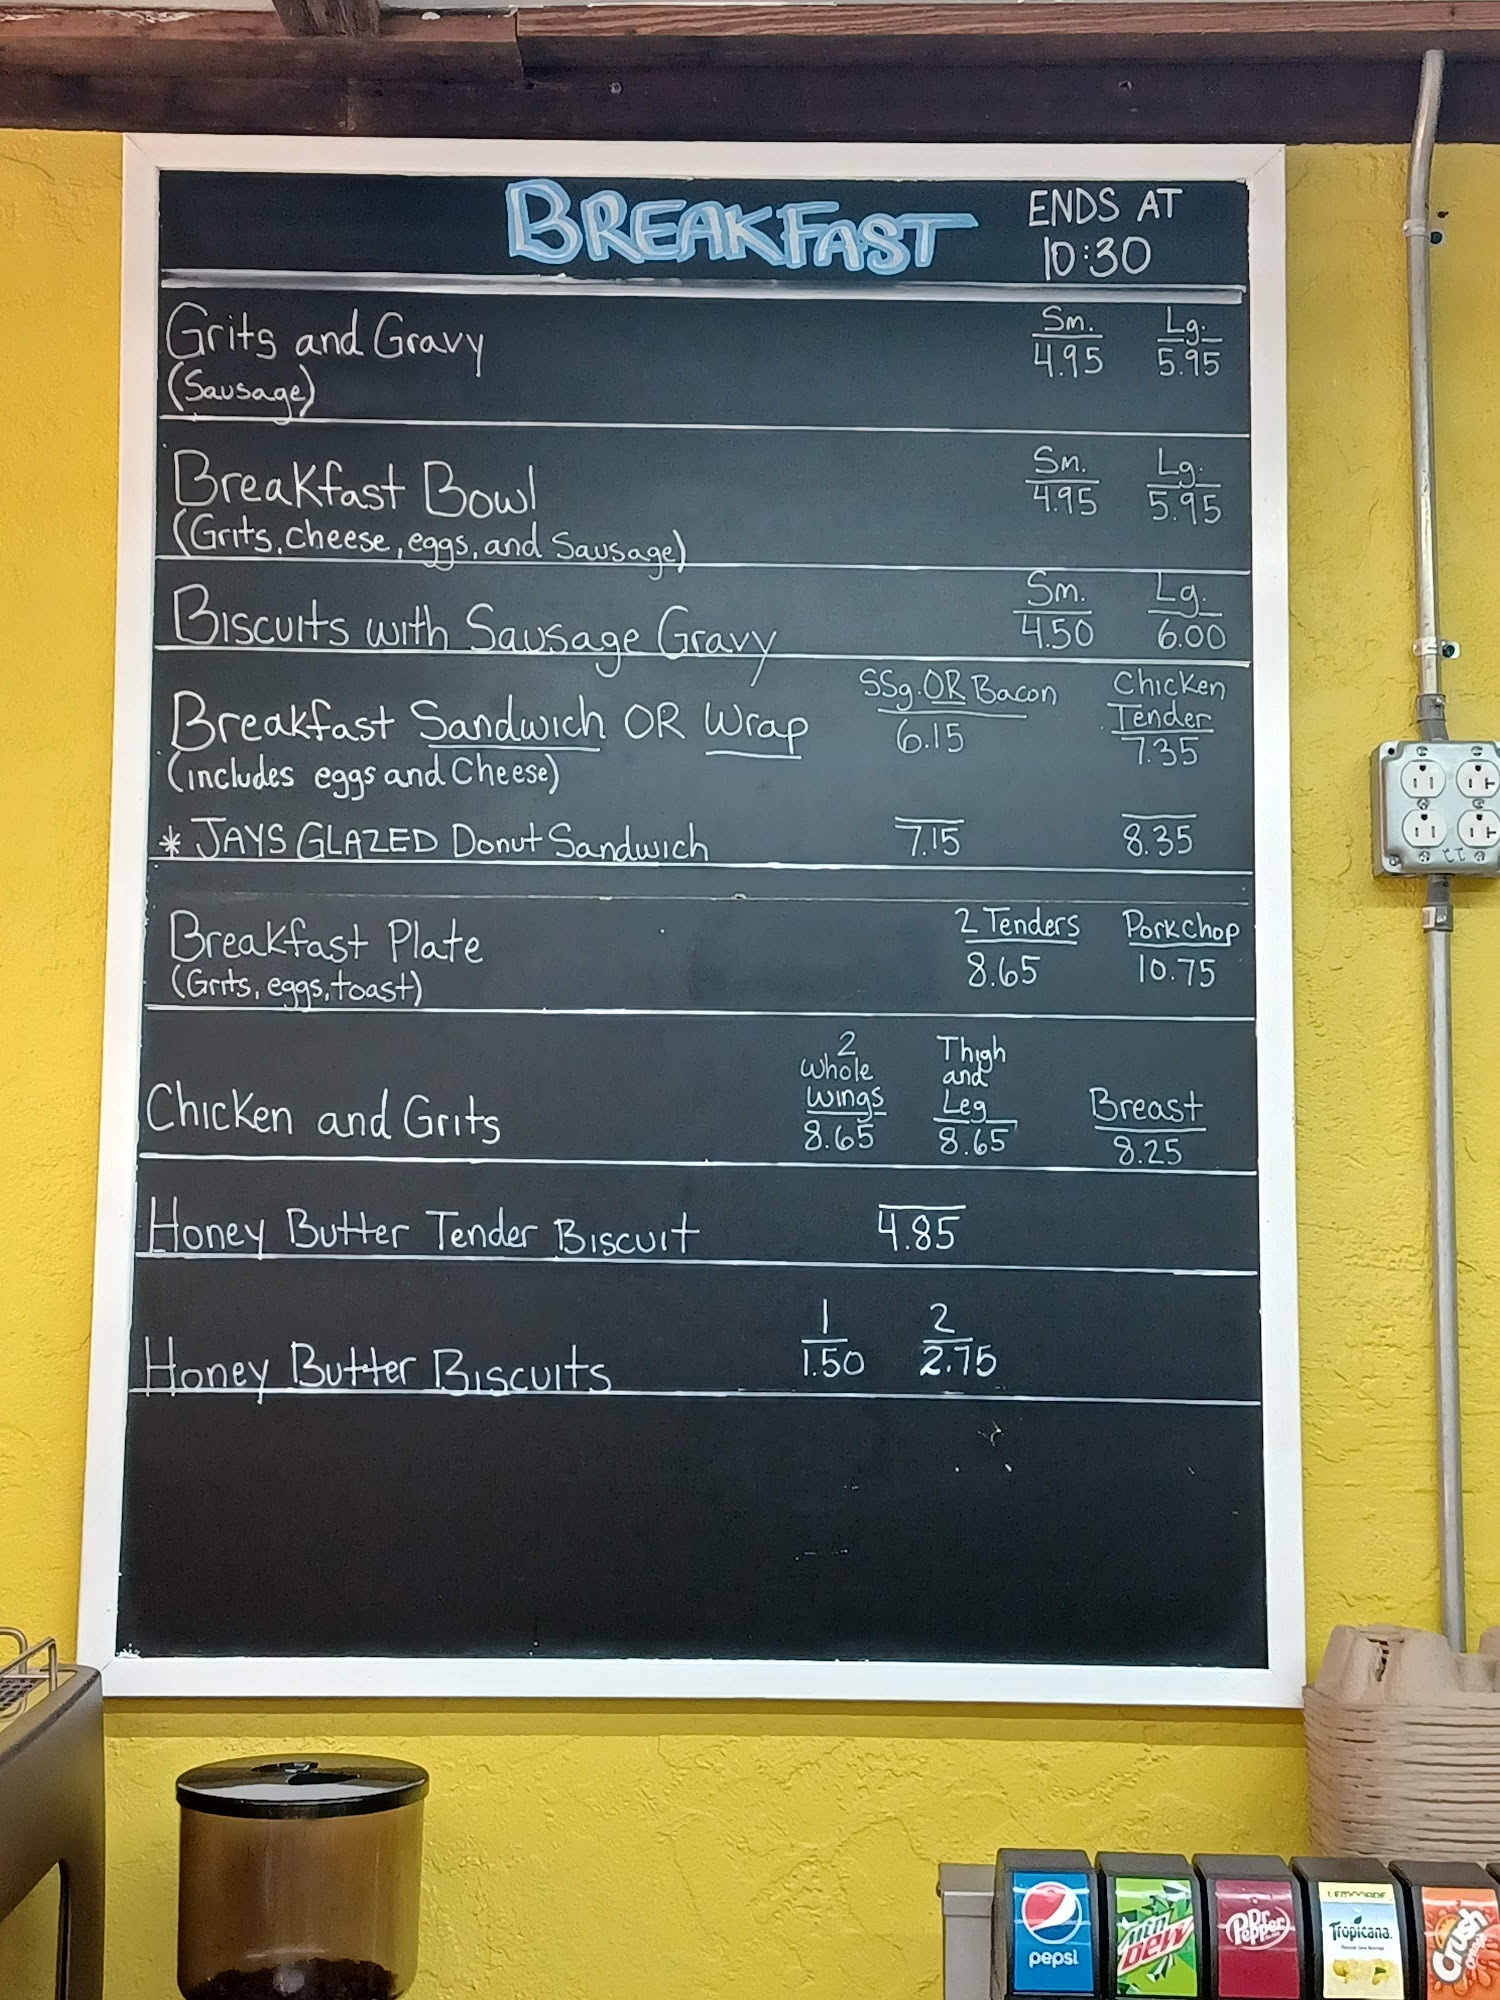 BREAKFAST ENDS AT
10:30
Grits and Gravy
(Sausage)
Sm. Lg.
4.95 5.95
Breakfast Bowl
(Grits, cheese, eggs, and Sausage)
Sm. Lg.
4.95 5.95
Biscuits with Sausage Gravy
Sm. Lg.
4.50 6.00
Breakfast Sandwich OR Wrap
(includes eggs and Cheese)
SSg. OR Bacon
6.15
Chicken
Tender
7.35
* JAYS GLAZED Donut Sandwich 7.15 8.35
Breakfast Plate
(Grits, eggs, toast)
2 Tenders Porkchop
8.65 10.75
Chicken and Grits
2
Whole
Wings
8.65
Thigh
and
Leg
8.65
Breast
8.25
Honey Butter Tender Biscuit 4.85
Honey Butter Biscuits
1 2
1.50 2.75
pepsi
mtn
dew
Dr
Pepper
LEMONADE
Tropicana
Crush